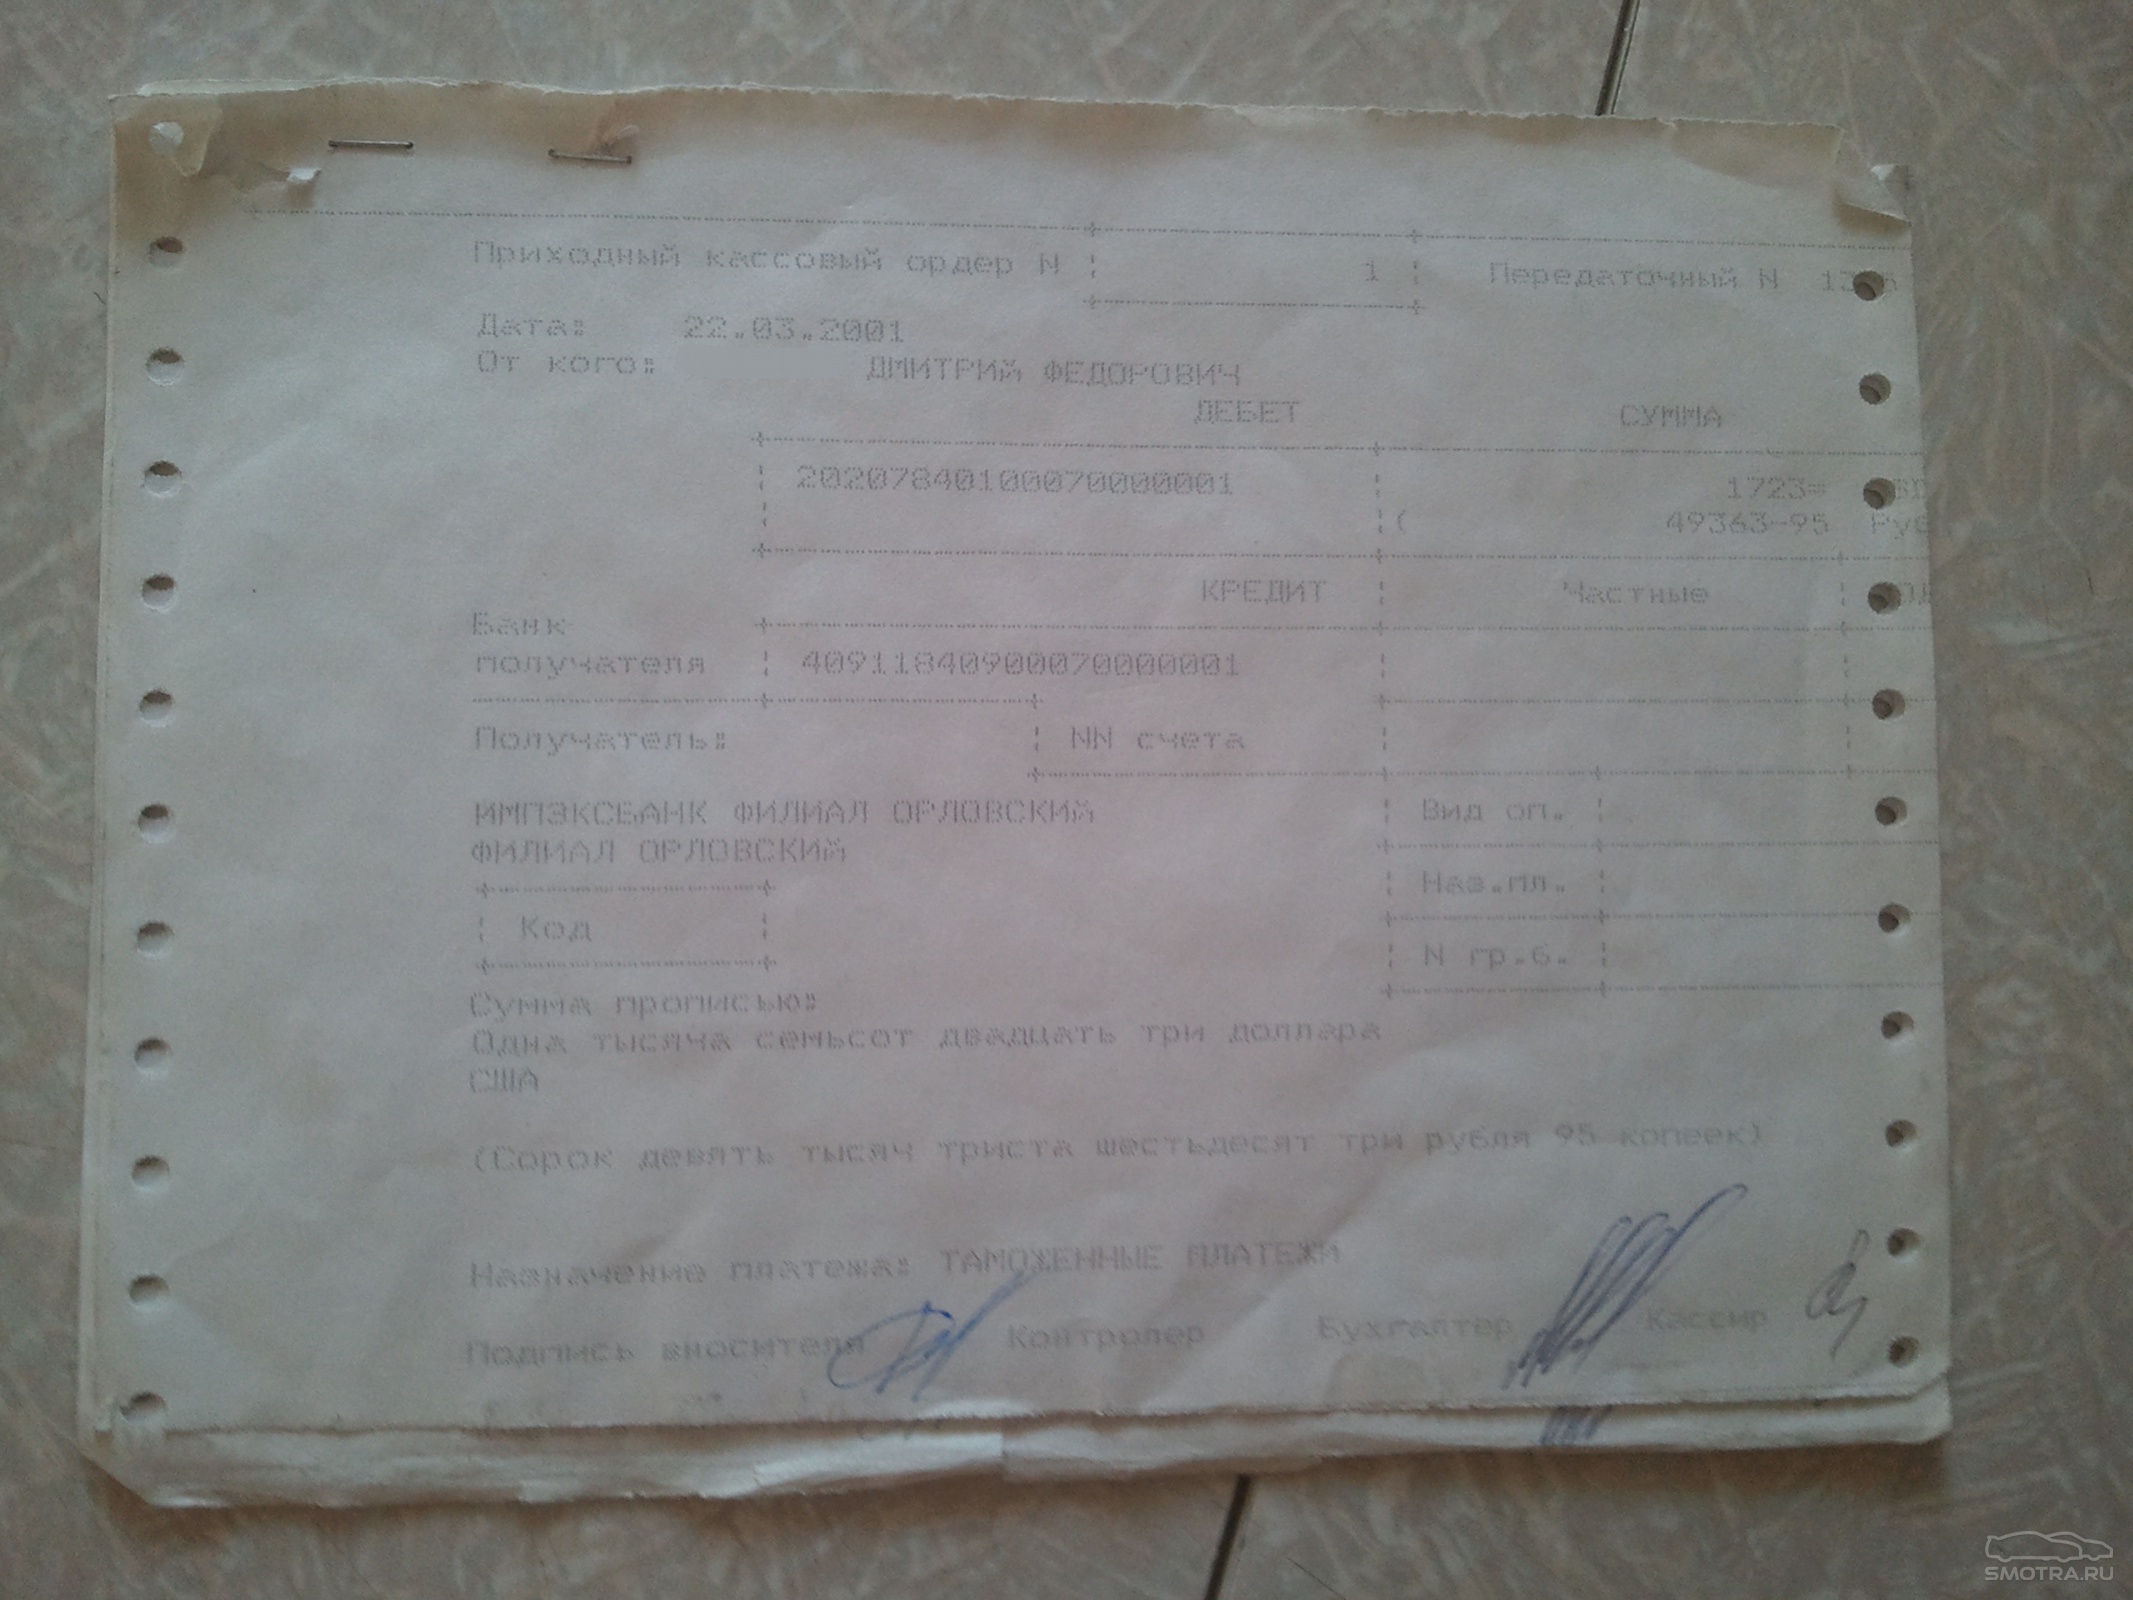 Приходный кассовый ордер N 1 Передаточный N
Дата: 22.03.2001
От кого: ДМИТРИЙ ФЕДОРОВИЧ
ДЕБЕТ СУММА
20207840100070000001 1723=
( 49363-95 Руб
КРЕДИТ Частные
Банк
получателя 40911840900070000001
Получатель: NN счета
ИМПЭКСБАНК ФИЛИАЛ ОРЛОВСКИЙ Вид оп.
ФИЛИАЛ ОРЛОВСКИЙ
Наз.пл.
Код
N гр.б.
Сумма прописью:
Одна тысяча семьсот двадцать три доллара
США
(Сорок девять тысяч триста шестьдесят три рубля 95 копеек)
Назначение платежа: ТАМОЖЕННЫЕ ПЛАТЕЖИ
Подпись вносителя Контролер Бухгалтер Кассир
SMOTRA.RU